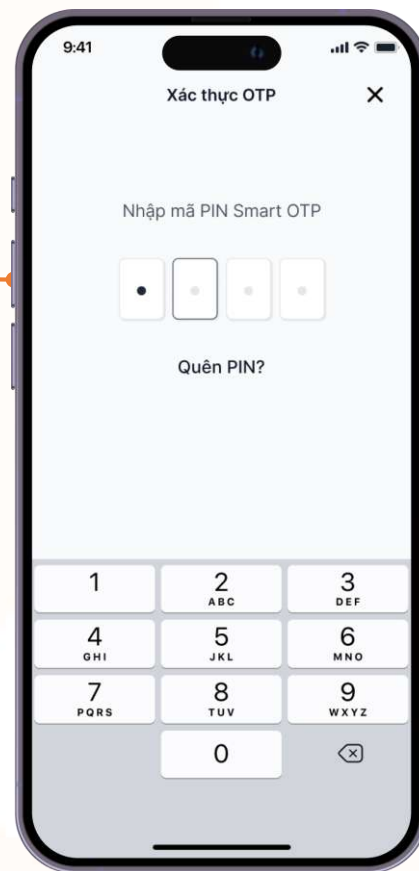 9:41
Xác thực OTP
Nhập mã PIN Smart OTP
Quên PIN?
1 2 3
ABC DEF
4 5 6
GHI JKL MNO
7 8 9
PQRS TUV WXYZ
0